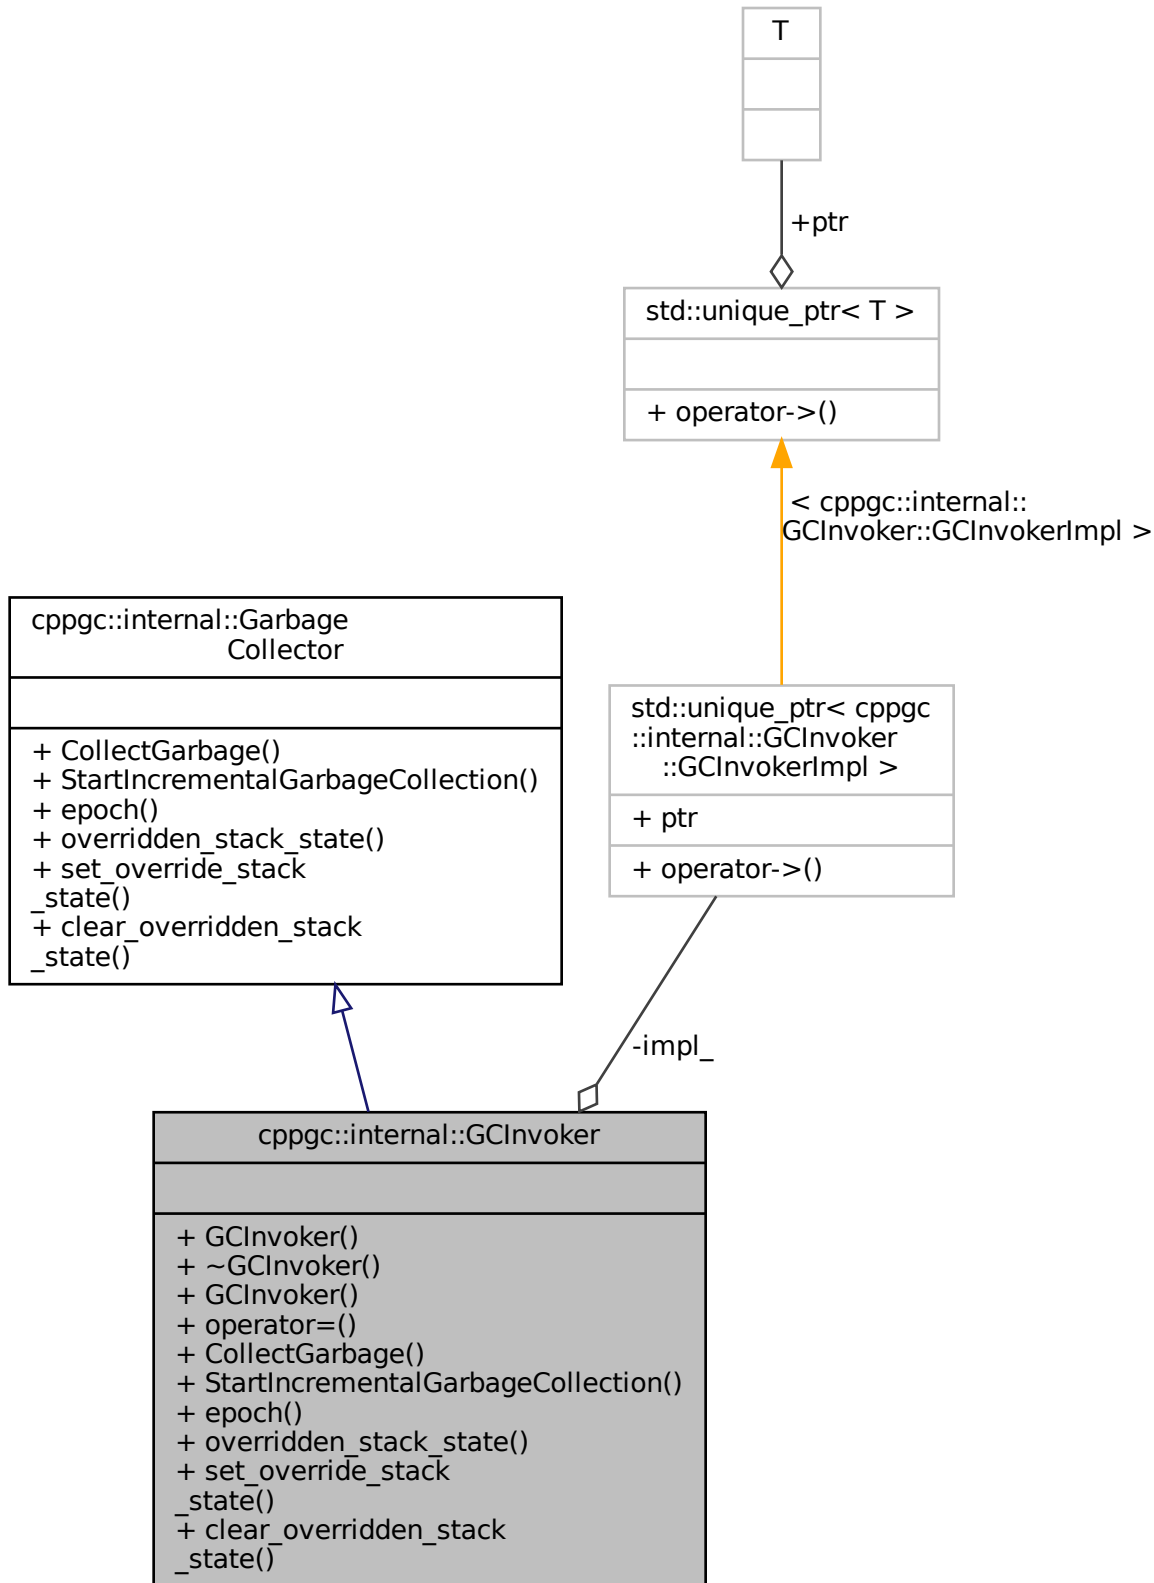 T
+ptr
std::unique_ptr< T >
+ operator->()
< cppgc::internal::
GCInvoker::GCInvokerImpl >
cppgc::internal::Garbage
Collector
+ CollectGarbage()
+ StartIncrementalGarbageCollection()
+ epoch()
+ overridden_stack_state()
+ set_override_stack
_state()
+ clear_overridden_stack
_state()
std::unique_ptr< cppgc
::internal::GCInvoker
::GCInvokerImpl >
+ ptr
+ operator->()
-impl_
cppgc::internal::GCInvoker
+ GCInvoker()
+ ~GCInvoker()
+ GCInvoker()
+ operator=()
+ CollectGarbage()
+ StartIncrementalGarbageCollection()
+ epoch()
+ overridden_stack_state()
+ set_override_stack
_state()
+ clear_overridden_stack
_state()